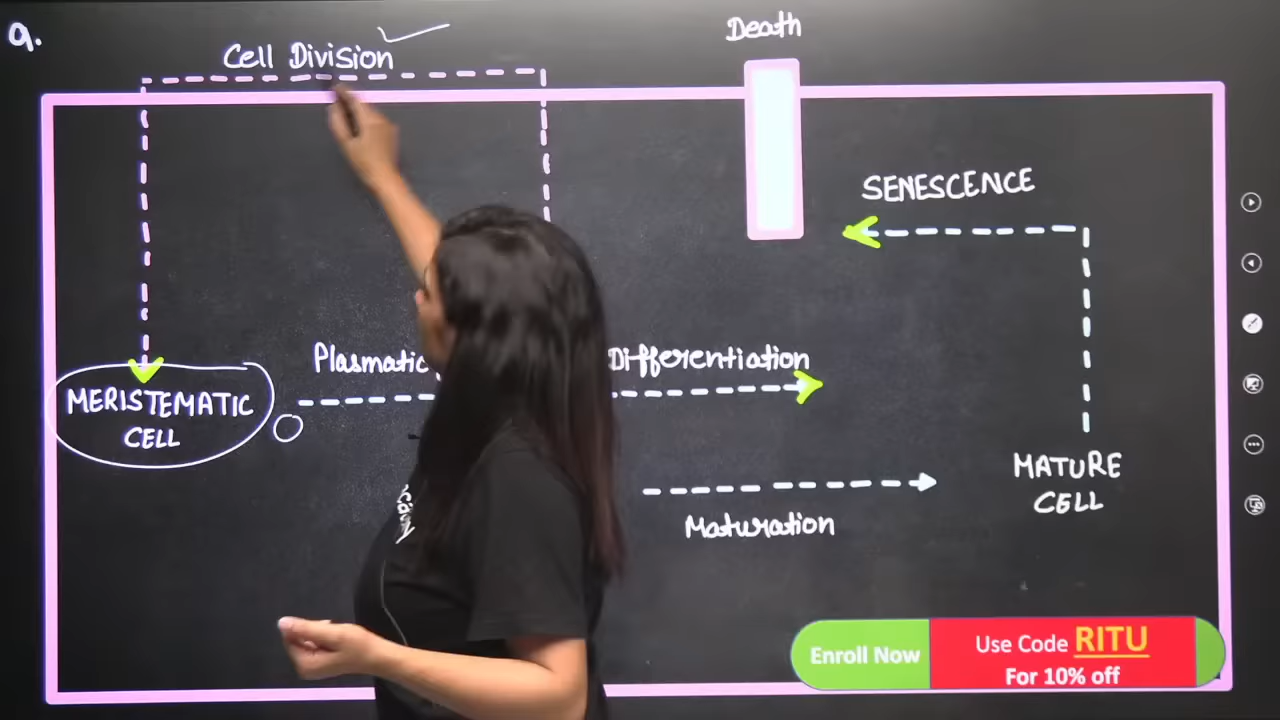 a.
Cell Division
Death
SENESCENCE
Plasmatic
Differentiation
MERISTEMATIC
CELL
MATURE
CELL
Maturation
Enroll Now
Use Code RITU
For 10% off